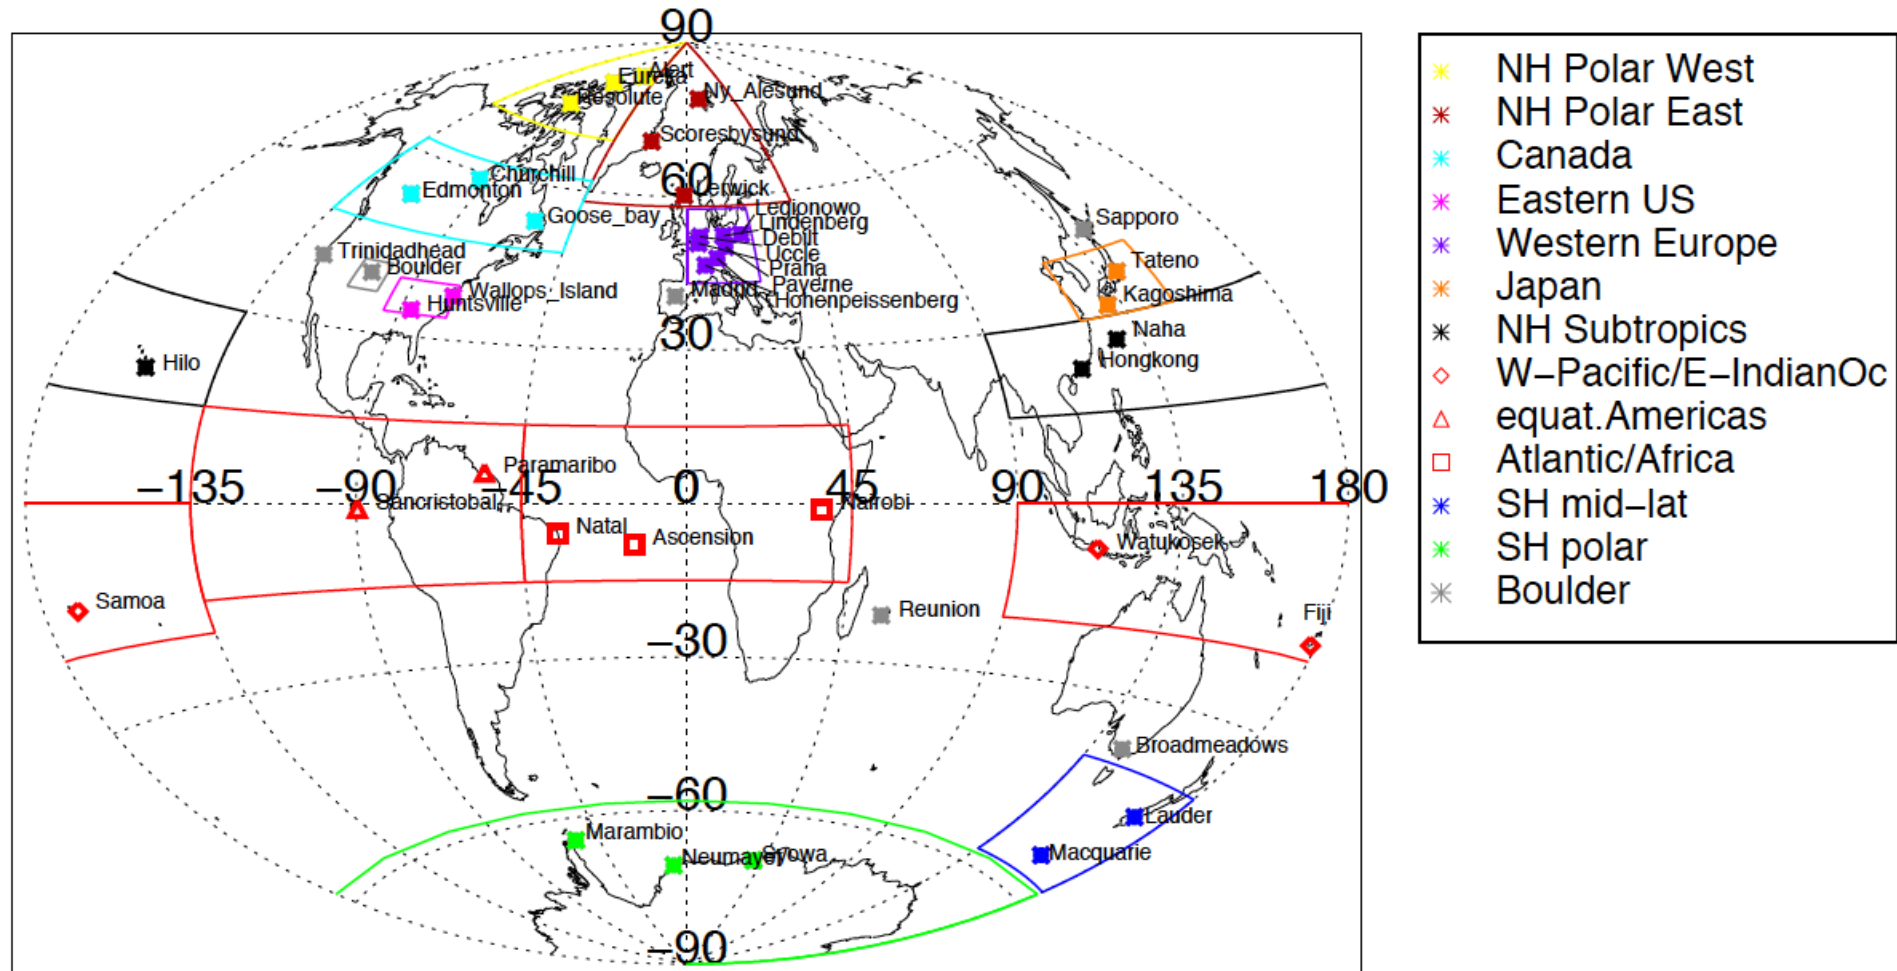 90
Alert
Eureka
Resolute
Ny_Alesund
Scoresbysund
60
Lerwick
Churchill
Edmonton
Goose_bay
Legionowo
Lindenberg
Debilt
Uccle
Praha
Payerne
Hohenpeissenberg
Madrid
Sapporo
Tateno
Kagoshima
Trinidadhead
Boulder
Wallops_Island
Huntsville
30
Naha
Hongkong
Hilo
Paramaribo
−135
−90
−45
0
45
90
135
180
Sancristobal
Nairobi
Natal
Ascension
Watukosek
Samoa
Reunion
Fiji
−30
Broadmeadows
−60
Lauder
Marambio
Neumayer
Syowa
Macquarie
−90
NH Polar West
NH Polar East
Canada
Eastern US
Western Europe
Japan
NH Subtropics
W−Pacific/E−IndianOc
equat.Americas
Atlantic/Africa
SH mid−lat
SH polar
Boulder